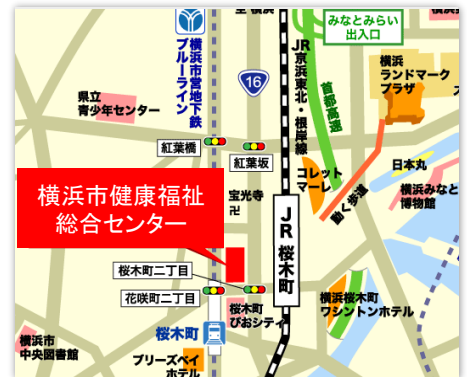 至 横浜
みなとみらい
出入口
横浜市営地下鉄
ブルーライン
16
JR
京浜東北・根岸線
首都高速
横浜
ランドマーク
プラザ
県立
青少年センター
紅葉橋
紅葉坂
コレット
マーレ
日本丸
動く歩道
横浜みなと
博物館
横浜市健康福祉
総合センター
宝光寺
卍
JR 桜木町
桜木町二丁目
花咲町二丁目
桜木町
ぴおシティ
横浜桜木町
ワシントンホテル
桜木町
横浜市
中央図書館
ブリーズベイ
ホテル